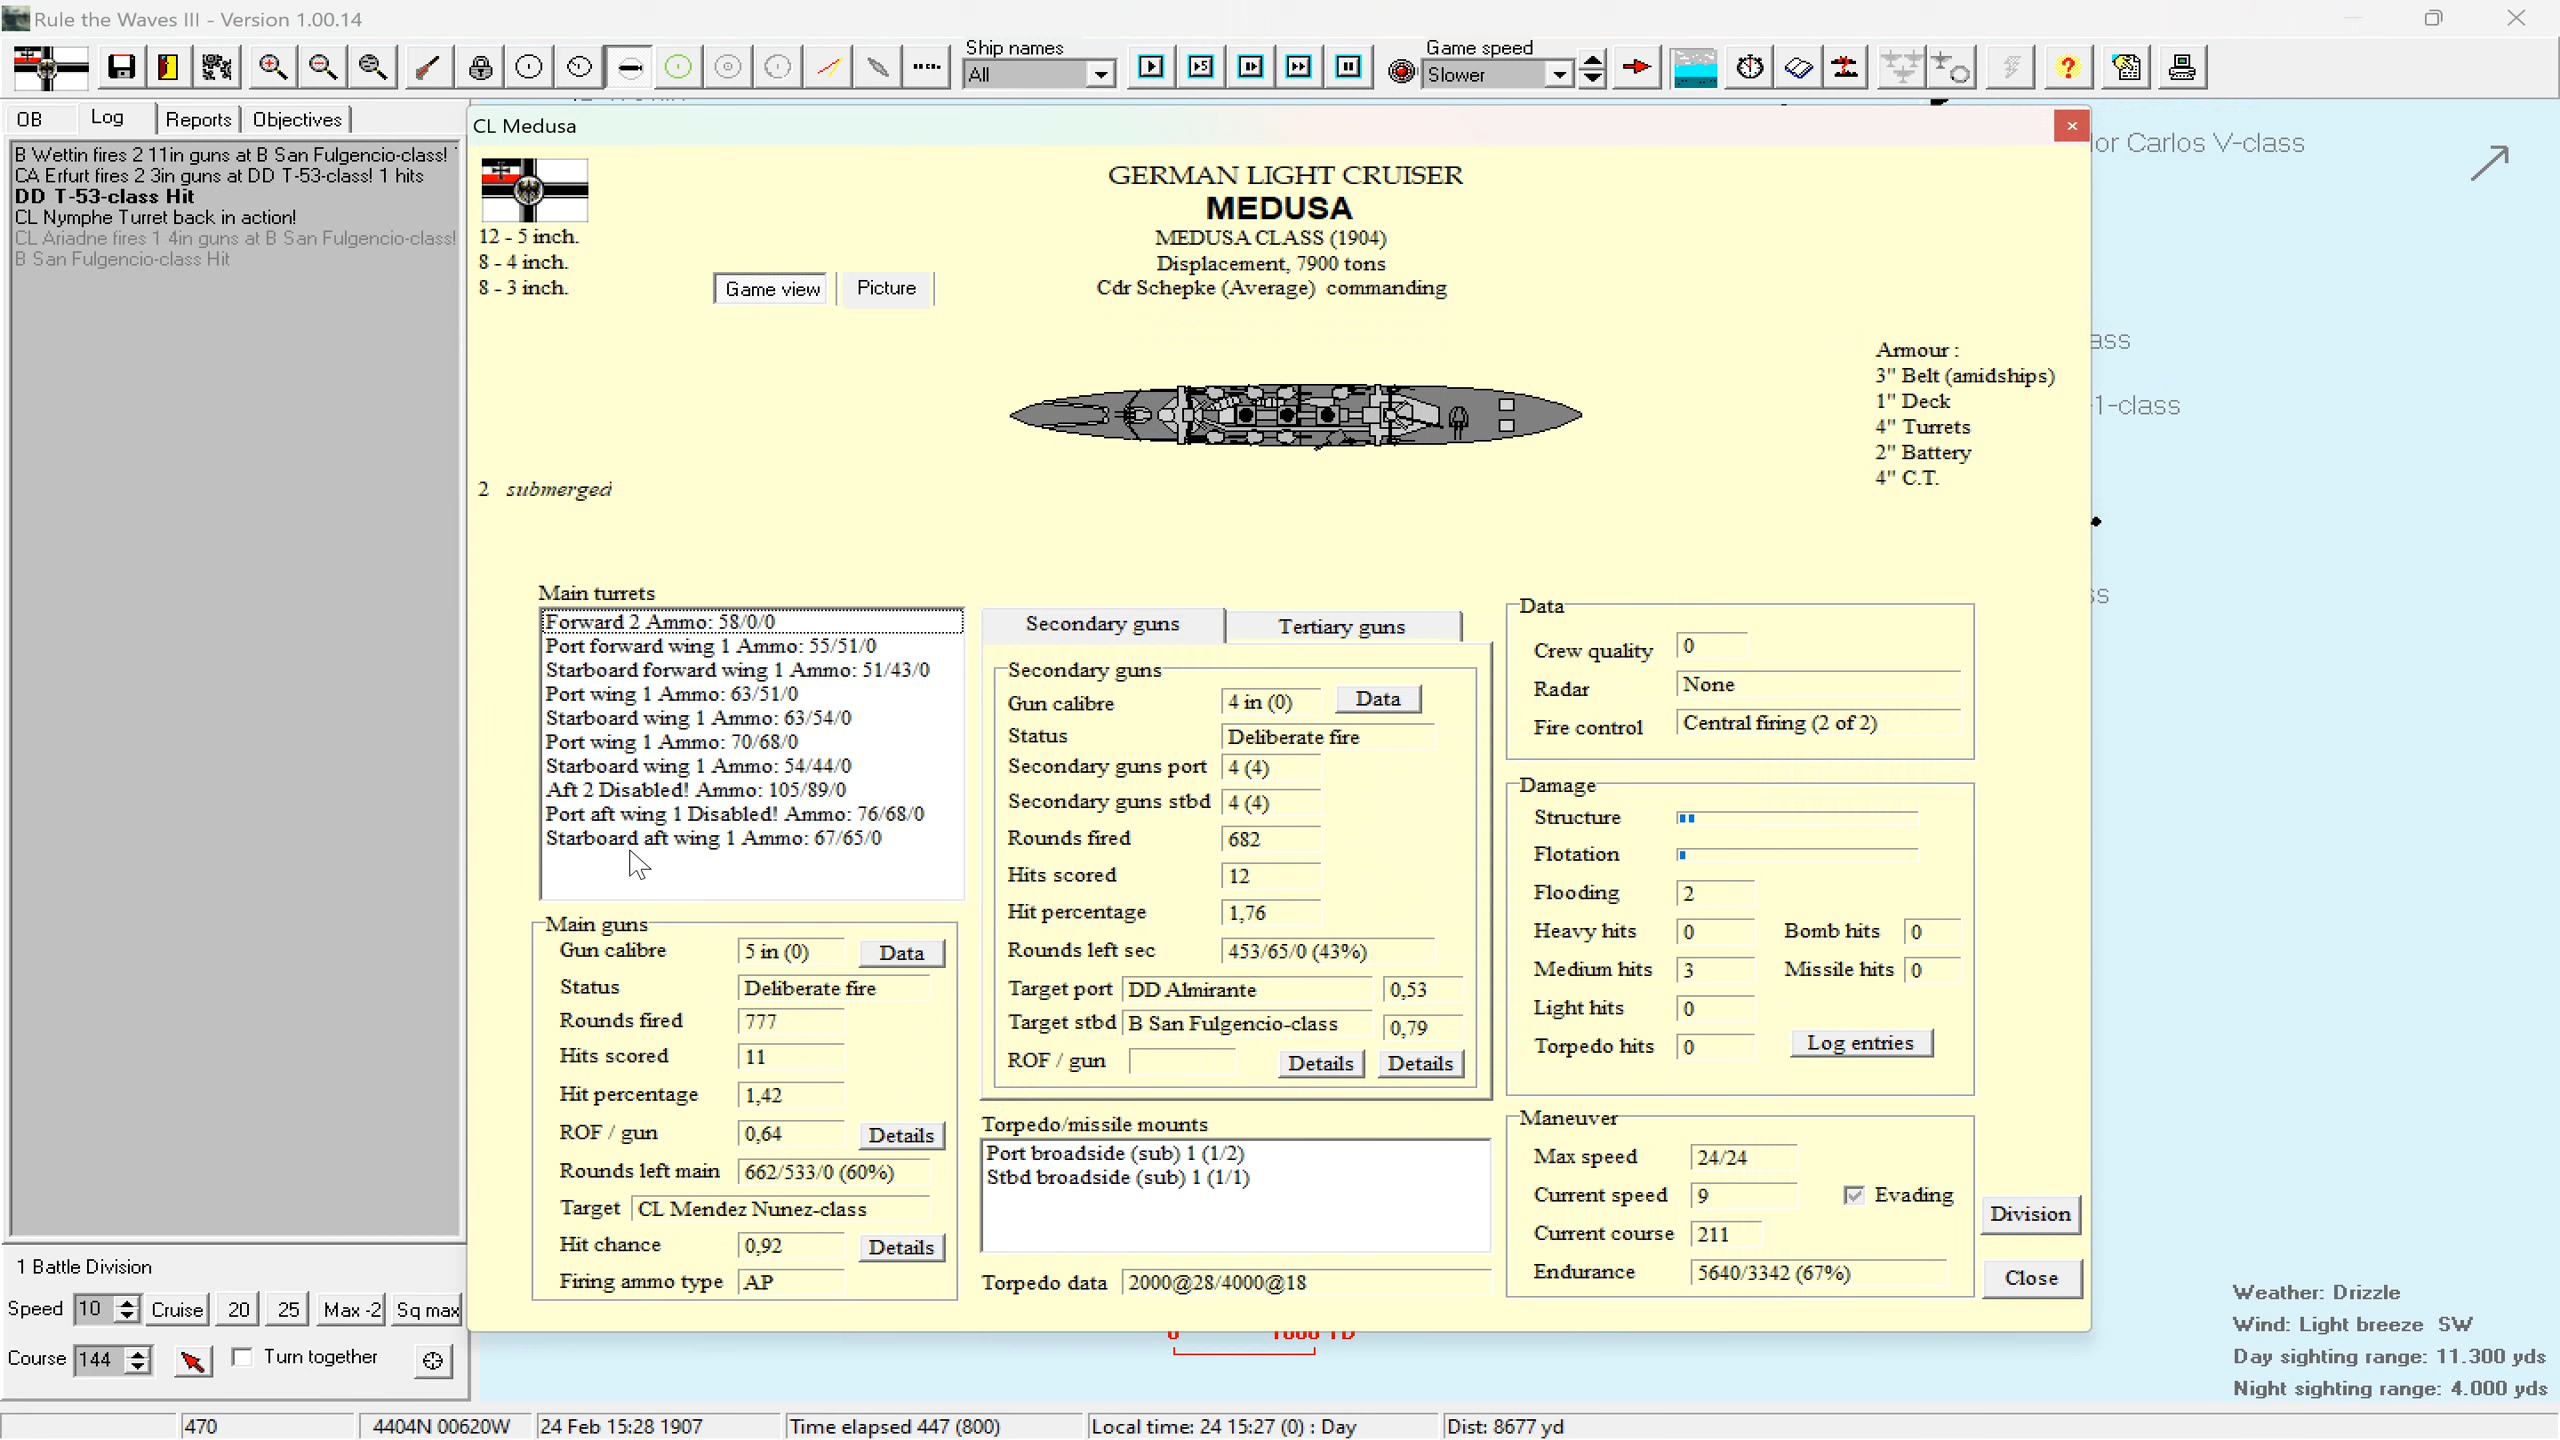 Rule the Waves III - Version 1.00.14
Ship names
All
Game speed
Slower
OB
Log
Reports
Objectives
B Wettin fires 2 11in guns at B San Fulgencio-class!
CA Erfurt fires 2 3in guns at DD T-53-class! 1 hits
DD T-53-class Hit
CL Nymphe Turret back in action!
CL Ariadne fires 1 4in guns at B San Fulgencio-class!
B San Fulgencio-class Hit
1 Battle Division
Speed 10 Cruise 20 25 Max -2 Sq max
Course 144 Turn together
CL Medusa
GERMAN LIGHT CRUISER
MEDUSA
MEDUSA CLASS (1904)
Displacement, 7900 tons
Cdr Schepke (Average) commanding
12 - 5 inch.
8 - 4 inch.
8 - 3 inch.
Game view
Picture
2 submerged
Armour :
3" Belt (amidships)
1" Deck
4" Turrets
2" Battery
4" C.T.
Main turrets
Forward 2 Ammo: 58/0/0
Port forward wing 1 Ammo: 55/51/0
Starboard forward wing 1 Ammo: 51/43/0
Port wing 1 Ammo: 63/51/0
Starboard wing 1 Ammo: 63/54/0
Port wing 1 Ammo: 70/68/0
Starboard wing 1 Ammo: 54/44/0
Aft 2 Disabled! Ammo: 105/89/0
Port aft wing 1 Disabled! Ammo: 76/68/0
Starboard aft wing 1 Ammo: 67/65/0
Main guns
Gun calibre 5 in (0) Data
Status Deliberate fire
Rounds fired 777
Hits scored 11
Hit percentage 1,42
ROF / gun 0,64 Details
Rounds left main 662/533/0 (60%)
Target CL Mendez Nunez-class
Hit chance 0,92 Details
Firing ammo type AP
Secondary guns
Tertiary guns
Secondary guns
Gun calibre 4 in (0) Data
Status Deliberate fire
Secondary guns port 4 (4)
Secondary guns stbd 4 (4)
Rounds fired 682
Hits scored 12
Hit percentage 1,76
Rounds left sec 453/65/0 (43%)
Target port DD Almirante 0,53
Target stbd B San Fulgencio-class 0,79
ROF / gun Details Details
Torpedo/missile mounts
Port broadside (sub) 1 (1/2)
Stbd broadside (sub) 1 (1/1)
Torpedo data 2000@28/4000@18
Data
Crew quality 0
Radar None
Fire control Central firing (2 of 2)
Damage
Structure
Flotation
Flooding 2
Heavy hits 0 Bomb hits 0
Medium hits 3 Missile hits 0
Light hits 0
Torpedo hits 0 Log entries
Maneuver
Max speed 24/24
Current speed 9 Evading
Current course 211
Endurance 5640/3342 (67%)
Division
Close
or Carlos V-class
ass
1-class
ss
0 1000 YD
Weather: Drizzle
Wind: Light breeze SW
Day sighting range: 11.300 yds
Night sighting range: 4.000 yds
470
4404N 00620W
24 Feb 15:28 1907
Time elapsed 447 (800)
Local time: 24 15:27 (0) : Day
Dist: 8677 yd